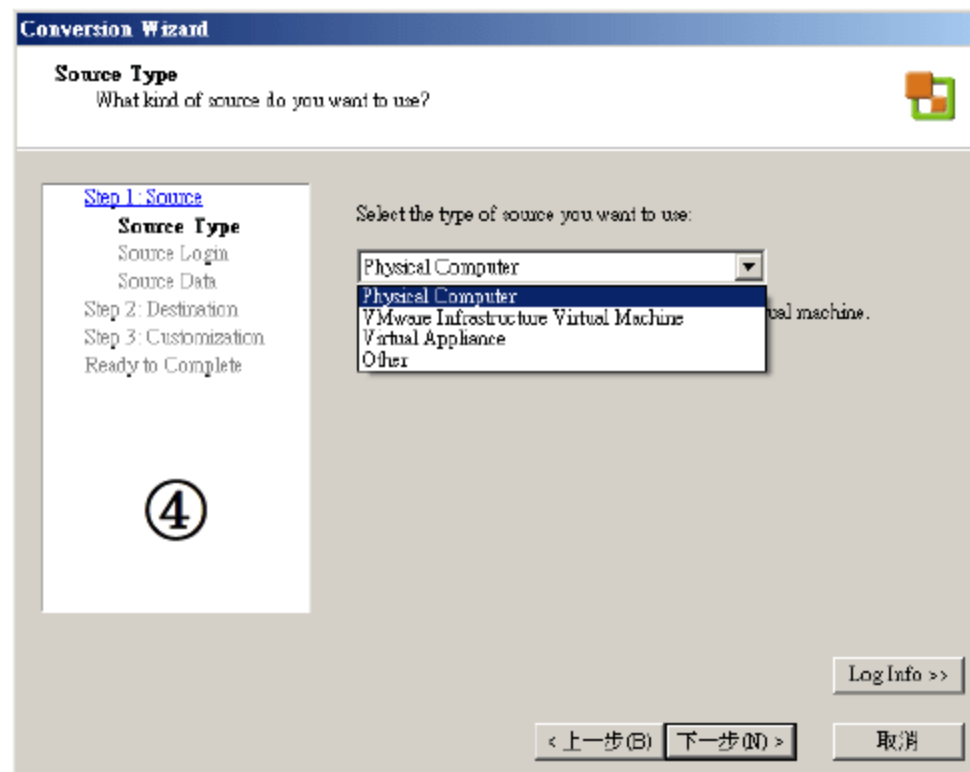 Conversion Wizard
Source Type
What kind of source do you want to use?
Step 1: Source
Source Type
Source Login
Source Data
Step 2: Destination
Step 3: Customization
Ready to Complete
④
Select the type of source you want to use:
Physical Computer
Physical Computer
VMware Infrastructure Virtual Machine
Virtual Appliance
Other
machine.
Log Info >>
< 上一步(B)
下一步(N) >
取消